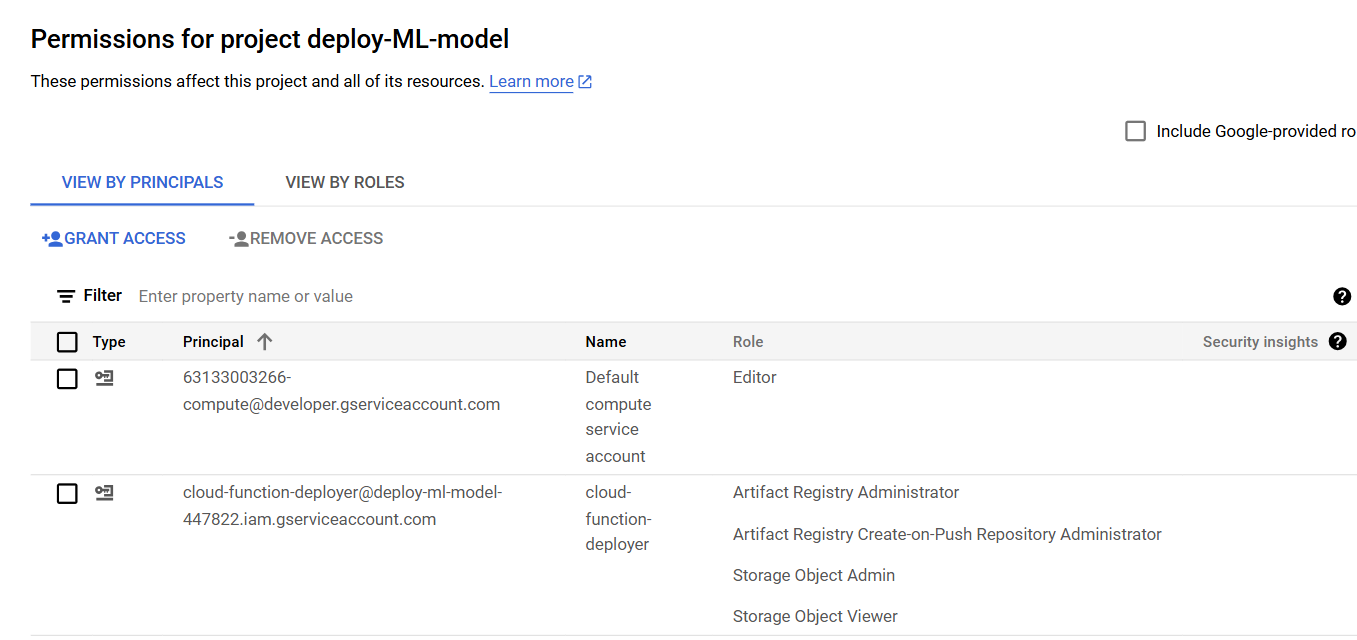 Permissions for project deploy-ML-model
These permissions affect this project and all of its resources. Learn more
Include Google-provided ro
VIEW BY PRINCIPALS VIEW BY ROLES
GRANT ACCESS REMOVE ACCESS
Filter Enter property name or value
Type Principal Name Role Security insights
63133003266-
compute@developer.gserviceaccount.com
Default
compute
service
account
Editor
cloud-function-deployer@deploy-ml-model-
447822.iam.gserviceaccount.com
cloud-
function-
deployer
Artifact Registry Administrator
Artifact Registry Create-on-Push Repository Administrator
Storage Object Admin
Storage Object Viewer